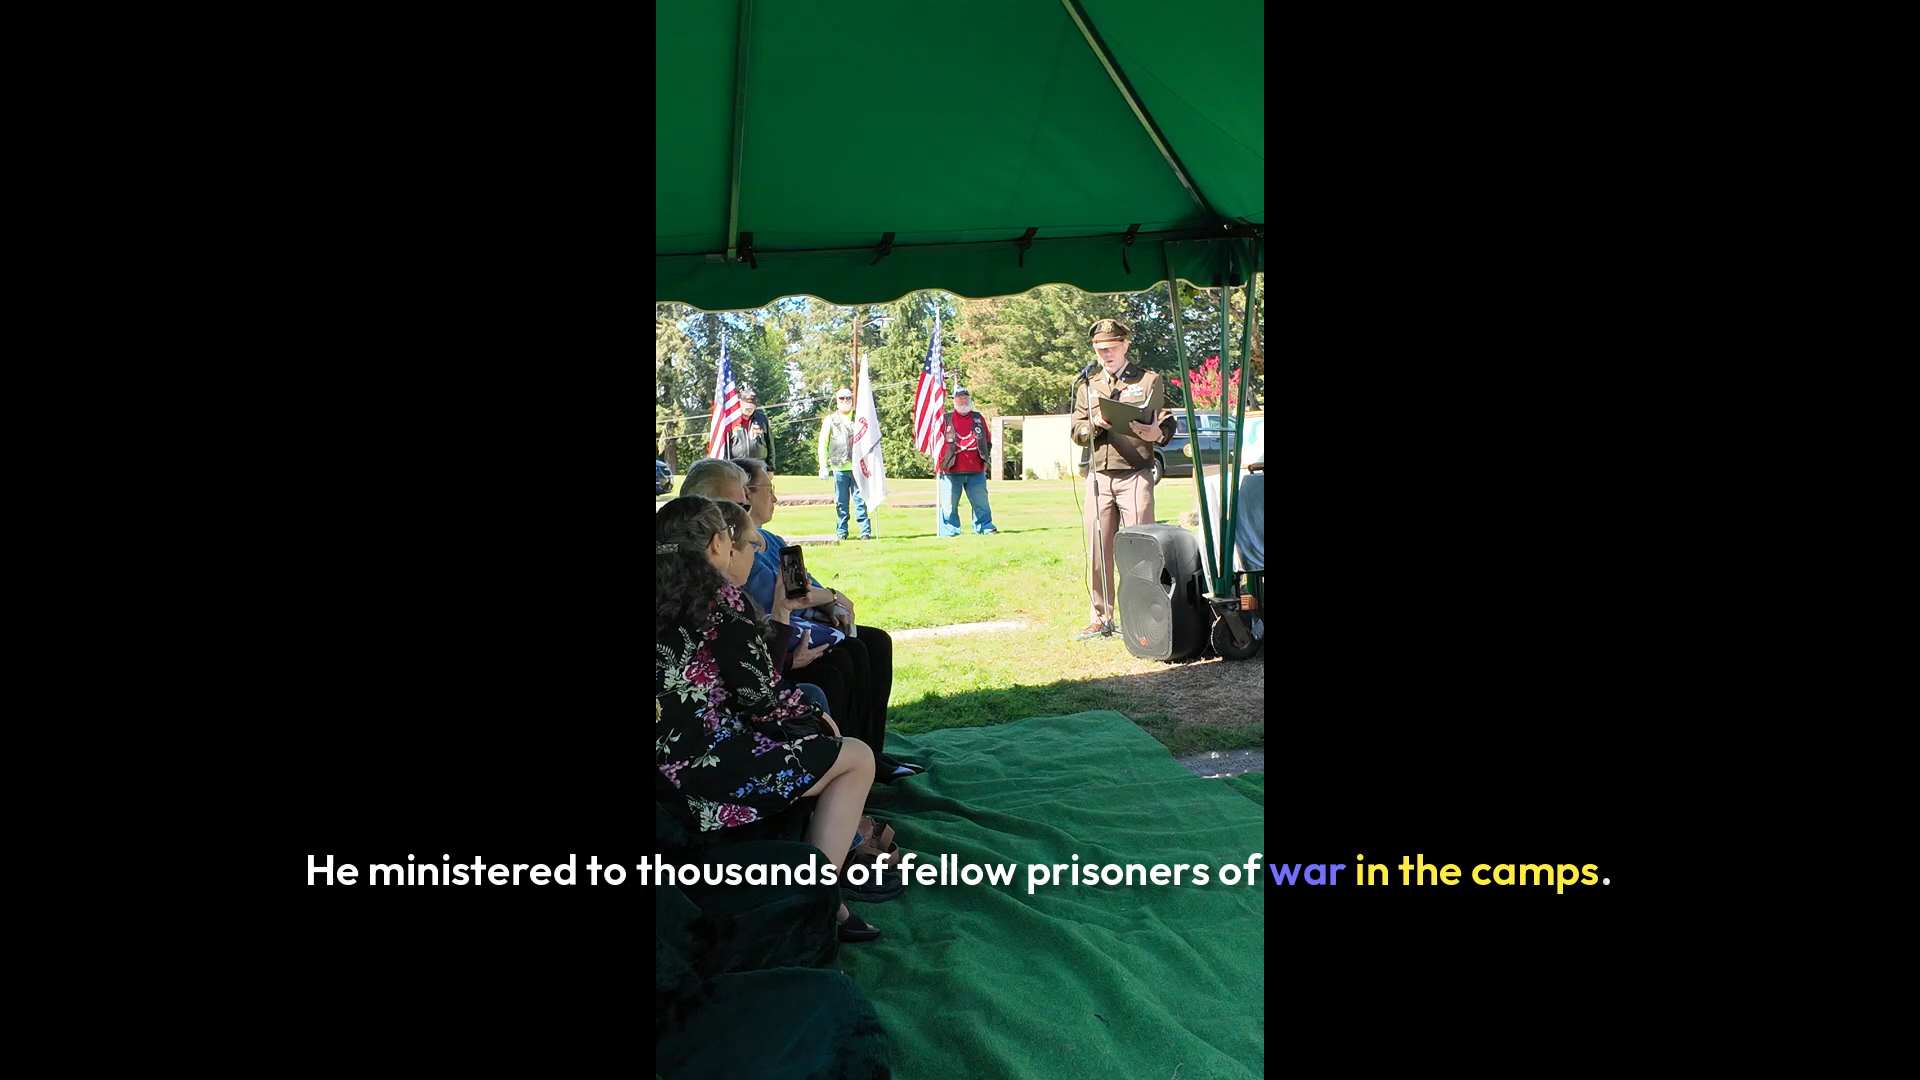 He ministered to thousands of fellow prisoners of war in the camps.